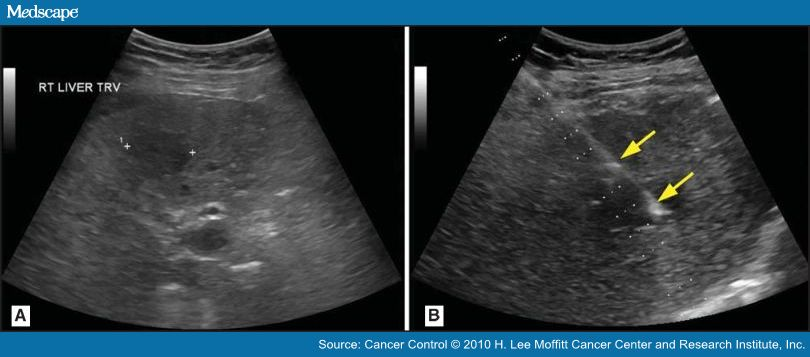 Medscape
RT LIVER TRV
1
A
B
Source: Cancer Control © 2010 H. Lee Moffitt Cancer Center and Research Institute, Inc.